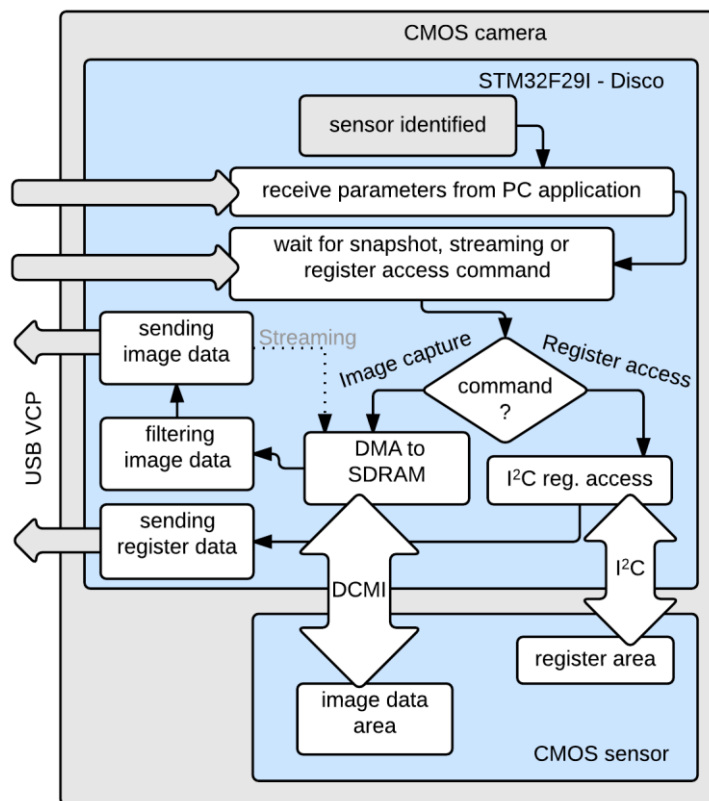 CMOS camera
STM32F29I - Disco
sensor identified
receive parameters from PC application
wait for snapshot, streaming or
register access command
sending
image data
Streaming
Image capture
Register access
command
?
filtering
image data
DMA to
SDRAM
I²C reg. access
USB VCP
sending
register data
DCMI
I²C
register area
image data
area
CMOS sensor